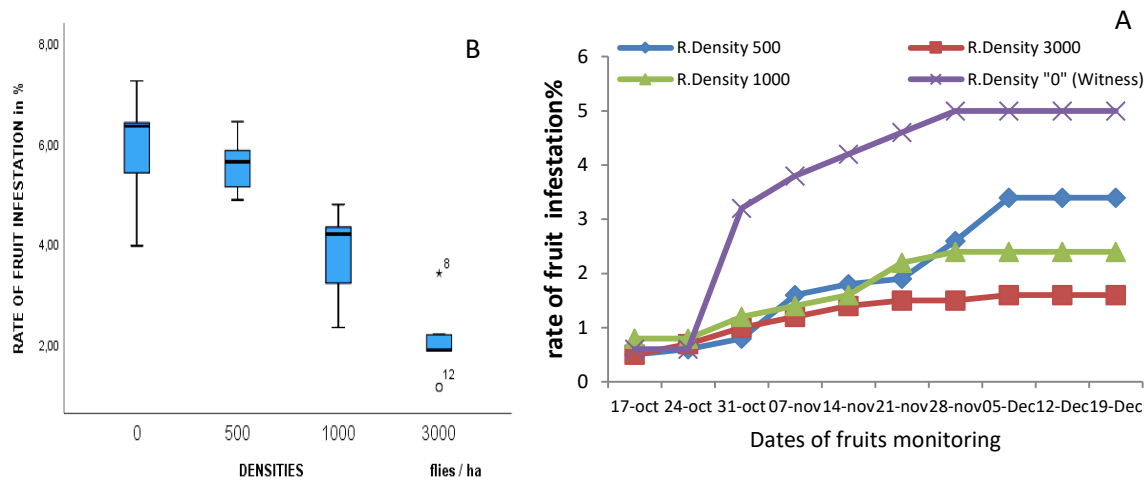 B
RATE OF FRUIT INFESTATION in %
8,00
6,00
4,00
2,00
8
12
0 500 1000 3000
DENSITIES flies / ha
A
R.Density 500 R.Density 3000
R.Density 1000 R.Density "0" (Witness)
rate of fruit infestation%
6
5
4
3
2
1
0
17-oct 24-oct 31-oct 07-nov 14-nov 21-nov 28-nov 05-Dec 12-Dec 19-Dec
Dates of fruits monitoring